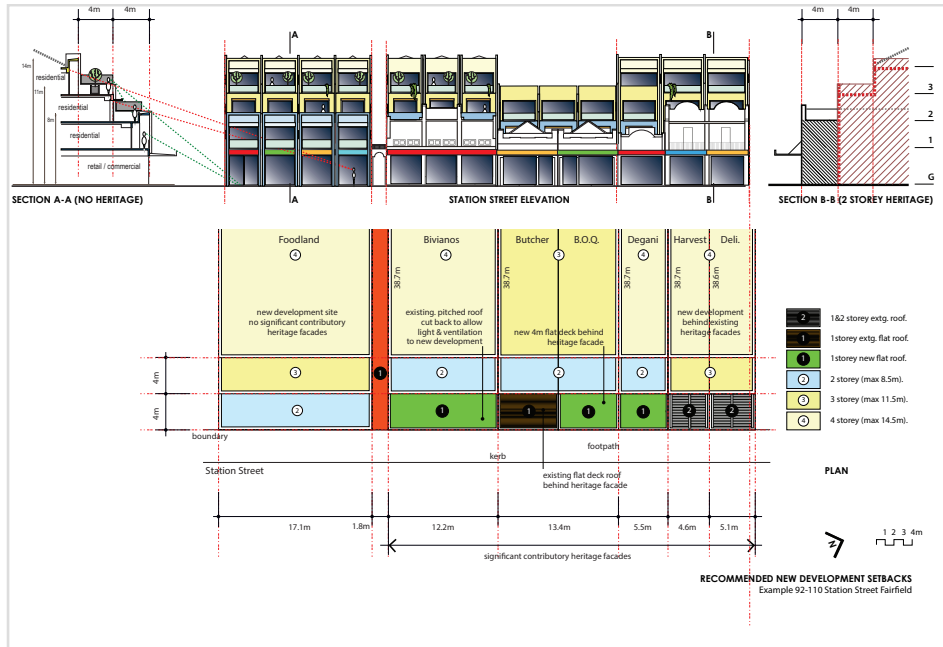 4m
4m
A
B
4m
4m
14m
residential
11m
residential
8m
residential
retail / commercial
3
2
1
G
SECTION A-A (NO HERITAGE)
A
STATION STREET ELEVATION
B
SECTION B-B (2 STOREY HERITAGE)
Foodland
Bivianos
Butcher
B.O.Q.
Degani
Harvest
Deli.
4
4
3
4
4
38.7m
38.7m
38.7m
38.6m
new development site
no significant contributory
heritage facades
existing, pitched roof
cut back to allow
light & ventilation
to new development
new 4m flat deck behind
heritage facade
new development
behind existing
heritage facades
2
1&2 storey extg. roof.
1
1storey extg. flat roof.
1
1storey new flat roof.
2
2 storey (max 8.5m).
3
3 storey (max 11.5m).
4
4 storey (max 14.5m).
4m
3
1
2
2
2
3
4m
2
1
1
1
1
2
2
boundary
footpath
kerb
Station Street
existing flat deck roof
behind heritage facade
PLAN
17.1m
1.8m
12.2m
13.4m
5.5m
4.6m
5.1m
significant contributory heritage facades
N
1 2 3 4m
RECOMMENDED NEW DEVELOPMENT SETBACKS
Example 92-110 Station Street Fairfield